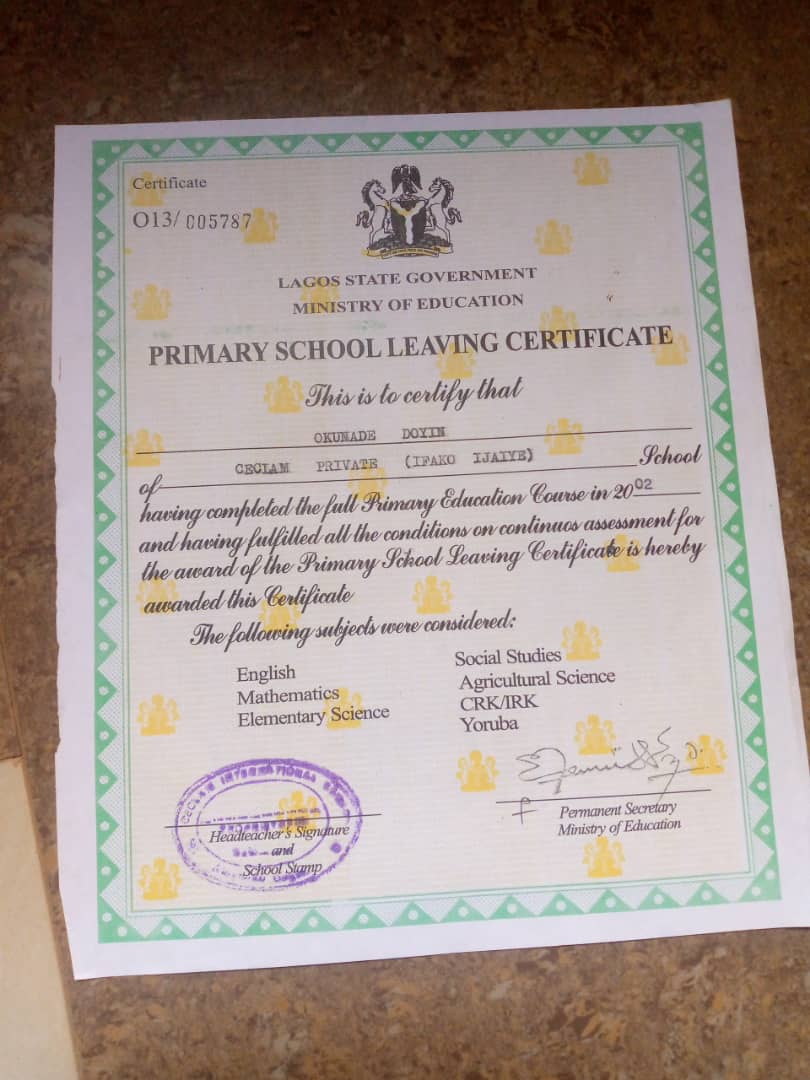 Certificate
O13/005787
LAGOS STATE GOVERNMENT
MINISTRY OF EDUCATION
PRIMARY SCHOOL LEAVING CERTIFICATE
This is to certify that
OKUNADE DOYIN
of CECLAM PRIVATE (IFAKO IJAIYE) School
having completed the full Primary Education Course in 2002
and having fulfilled all the conditions on continuos assessment for
the award of the Primary School Leaving Certificate is hereby
awarded this Certificate
The following subjects were considered:
English
Mathematics
Elementary Science
Social Studies
Agricultural Science
CRK/IRK
Yoruba
CECLAM INTERNATIONAL
Headteacher's Signature
and
School Stamp
Permanent Secretary
Ministry of Education